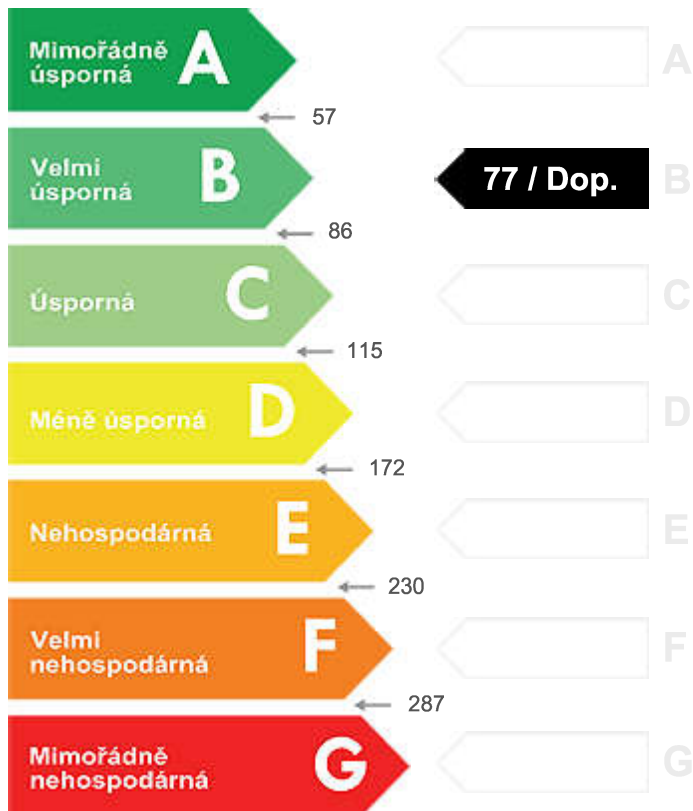 Mimořádně
úsporná
A
A
57
Velmi
úsporná
B
77 / Dop.
B
86
Úsporná
C
C
115
Méně úsporná
D
D
172
Nehospodárná
E
E
230
Velmi
nehospodárná
F
F
287
Mimořádně
nehospodárná
G
G